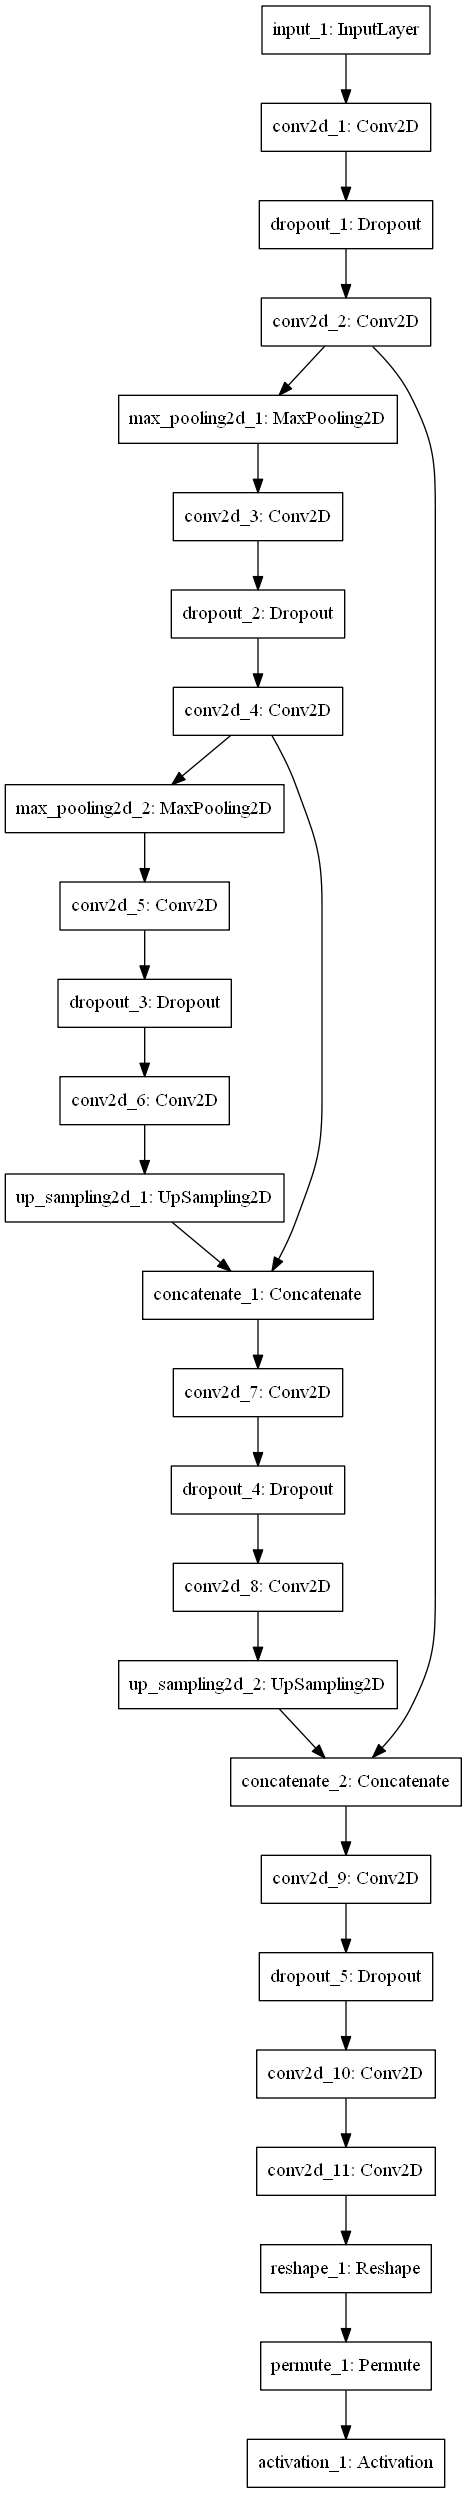 input_1: InputLayer
conv2d_1: Conv2D
dropout_1: Dropout
conv2d_2: Conv2D
max_pooling2d_1: MaxPooling2D
conv2d_3: Conv2D
dropout_2: Dropout
conv2d_4: Conv2D
max_pooling2d_2: MaxPooling2D
conv2d_5: Conv2D
dropout_3: Dropout
conv2d_6: Conv2D
up_sampling2d_1: UpSampling2D
concatenate_1: Concatenate
conv2d_7: Conv2D
dropout_4: Dropout
conv2d_8: Conv2D
up_sampling2d_2: UpSampling2D
concatenate_2: Concatenate
conv2d_9: Conv2D
dropout_5: Dropout
conv2d_10: Conv2D
conv2d_11: Conv2D
reshape_1: Reshape
permute_1: Permute
activation_1: Activation